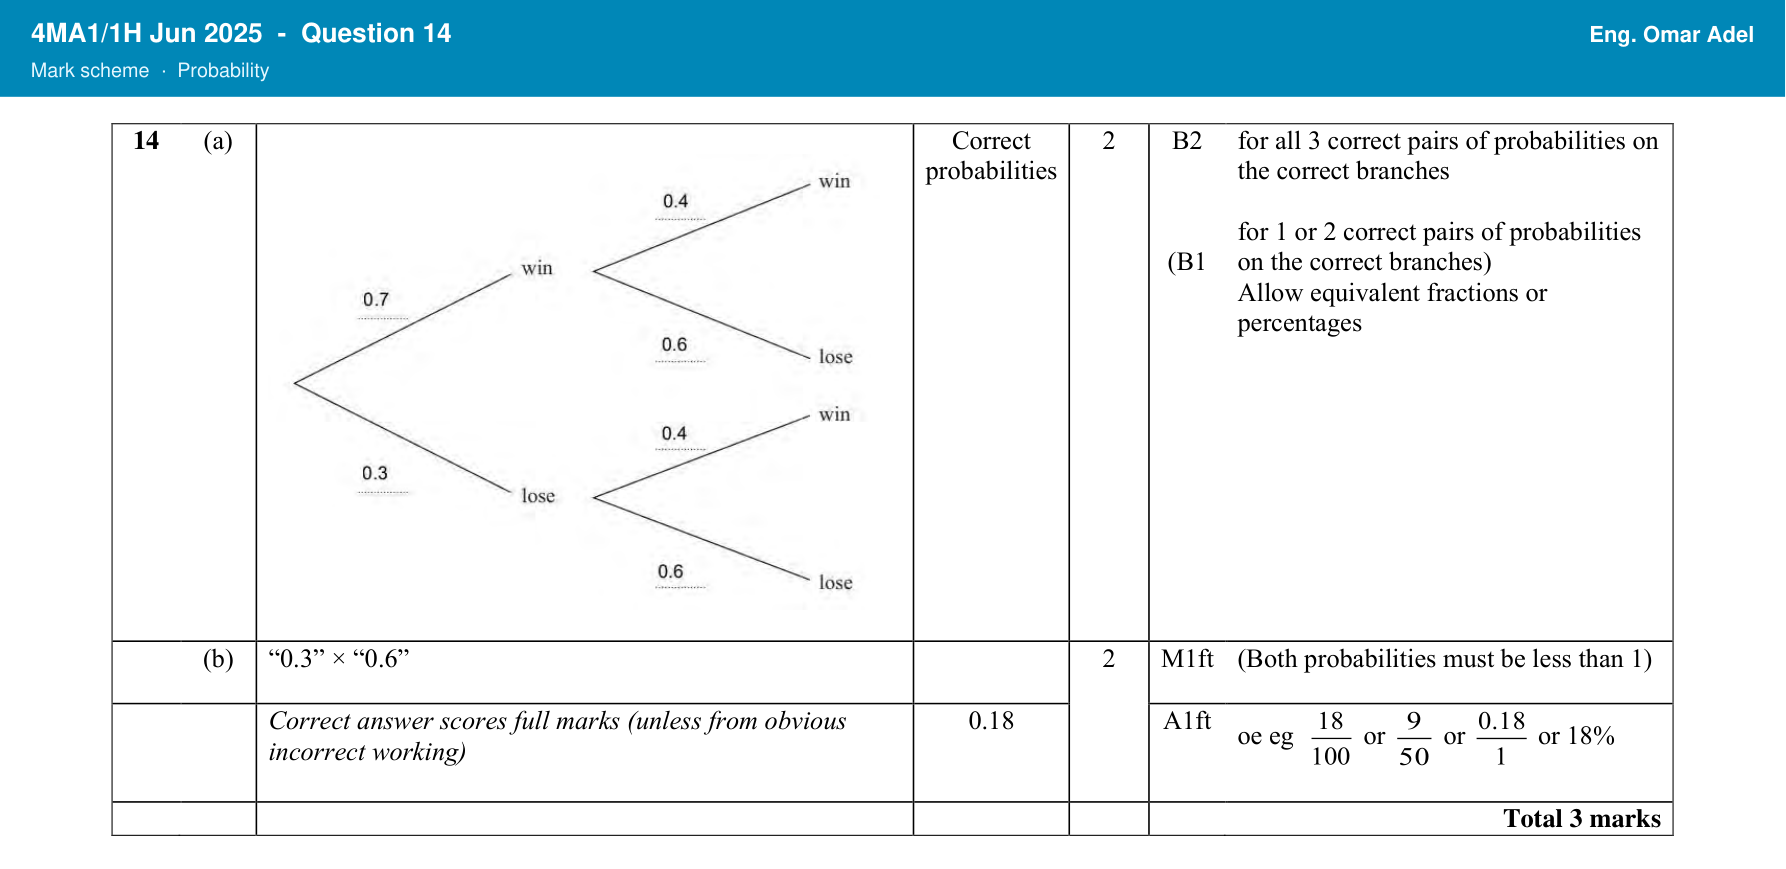 4MA1/1H Jun 2025 - Question 14
Eng. Omar Adel
Mark scheme · Probability
14 (a)
Correct probabilities
2
B2 for all 3 correct pairs of probabilities on
the correct branches
for 1 or 2 correct pairs of probabilities
(B1 on the correct branches)
Allow equivalent fractions or
percentages
0.7
win
0.3
lose
0.4
win
0.6
lose
0.4
win
0.6
lose
(b) “0.3” × “0.6”
2
M1ft (Both probabilities must be less than 1)
Correct answer scores full marks (unless from obvious
incorrect working)
0.18
A1ft oe eg 18/100 or 9/50 or 0.18/1 or 18%
Total 3 marks